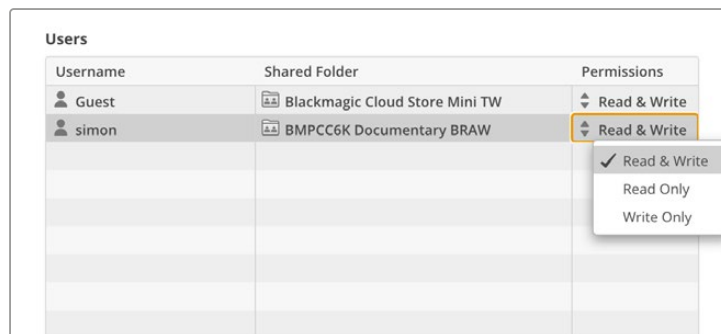 Users
Username Shared Folder Permissions
Guest Blackmagic Cloud Store Mini TW Read & Write
simon BMPCC6K Documentary BRAW Read & Write
Read & Write
Read Only
Write Only